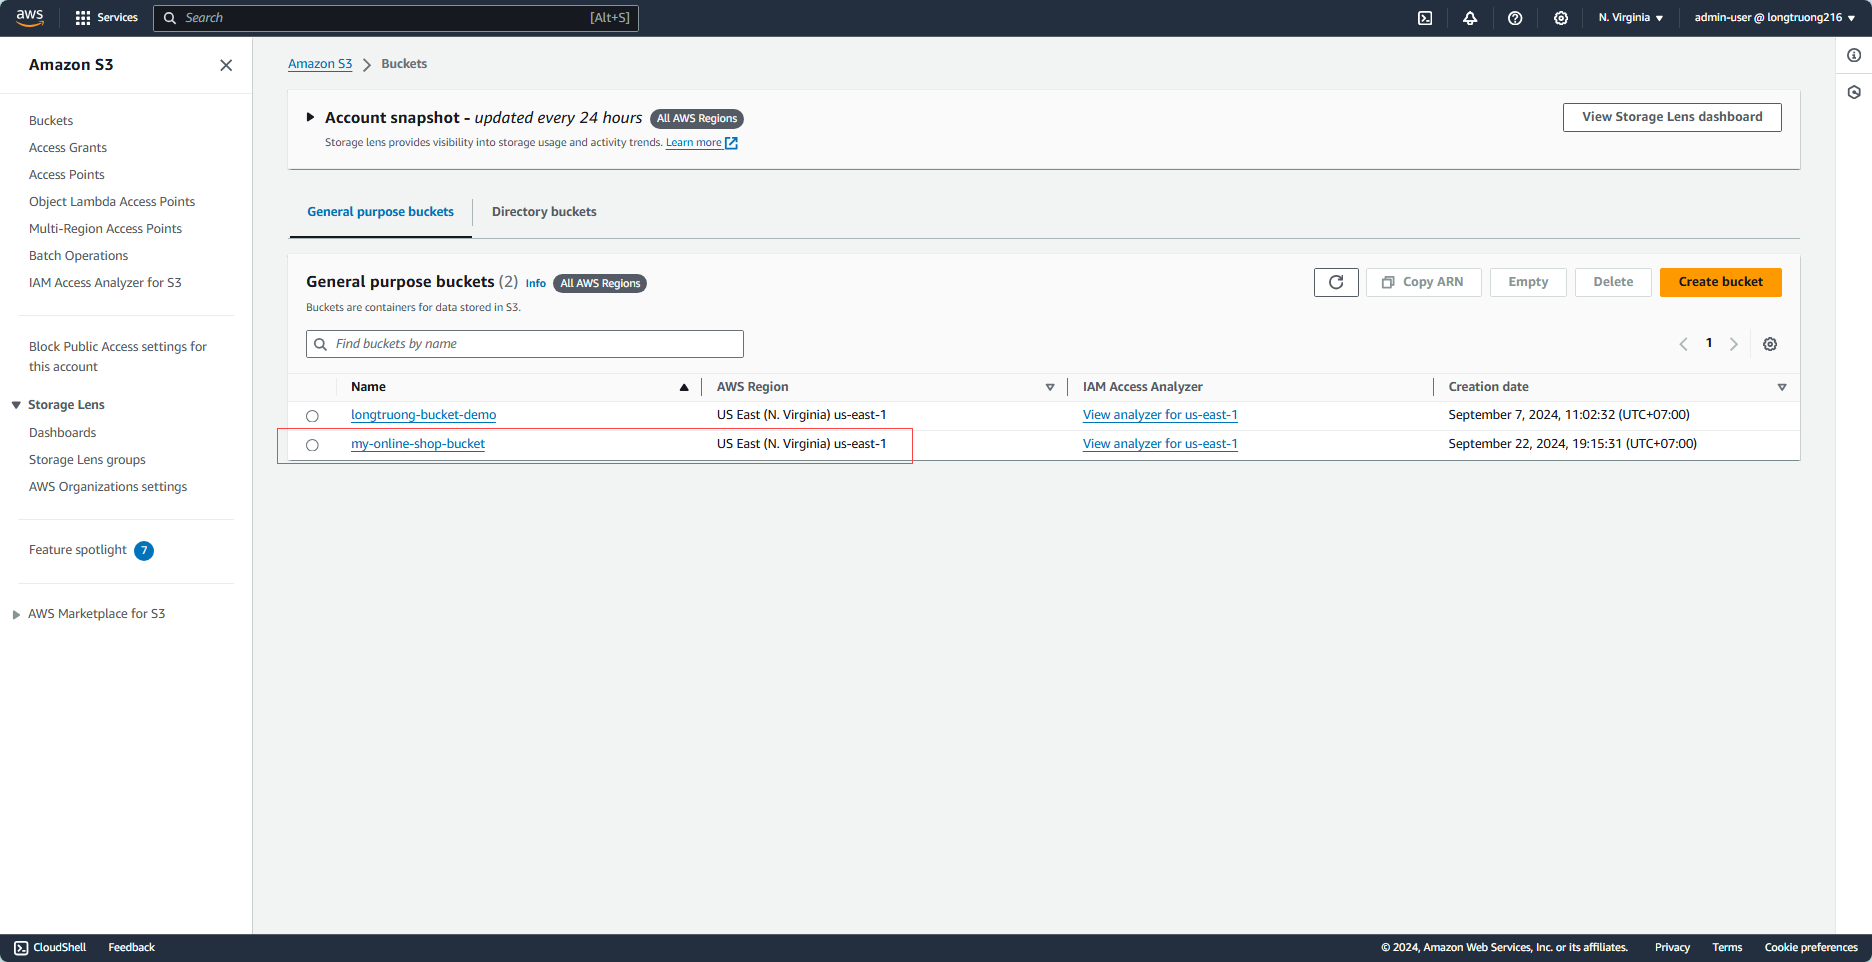 aws
Services
Search
[Alt+S]
N. Virginia
admin-user @ longtruong216
Amazon S3
Buckets
Access Grants
Access Points
Object Lambda Access Points
Multi-Region Access Points
Batch Operations
IAM Access Analyzer for S3
Block Public Access settings for
this account
Storage Lens
Dashboards
Storage Lens groups
AWS Organizations settings
Feature spotlight 7
AWS Marketplace for S3
Amazon S3
Buckets
Account snapshot - updated every 24 hours All AWS Regions
Storage lens provides visibility into storage usage and activity trends. Learn more
View Storage Lens dashboard
General purpose buckets
Directory buckets
General purpose buckets (2) Info All AWS Regions
Buckets are containers for data stored in S3.
Copy ARN
Empty
Delete
Create bucket
Find buckets by name
1
Name AWS Region IAM Access Analyzer Creation date
longtruong-bucket-demo US East (N. Virginia) us-east-1 View analyzer for us-east-1 September 7, 2024, 11:02:32 (UTC+07:00)
my-online-shop-bucket US East (N. Virginia) us-east-1 View analyzer for us-east-1 September 22, 2024, 19:15:31 (UTC+07:00)
CloudShell
Feedback
© 2024, Amazon Web Services, Inc. or its affiliates.
Privacy
Terms
Cookie preferences